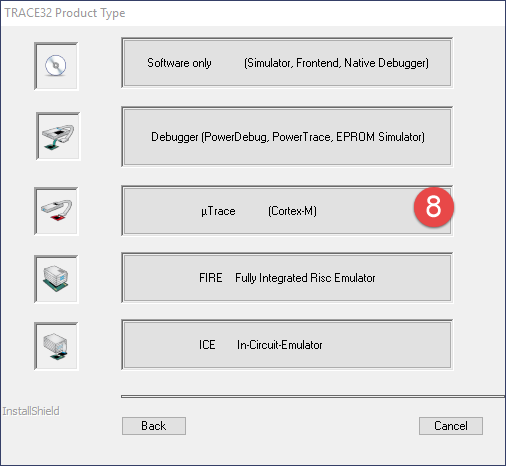 TRACE32 Product Type
Software only (Simulator, Frontend, Native Debugger)
Debugger (PowerDebug, PowerTrace, EPROM Simulator)
µTrace (Cortex-M)
8
FIRE Fully Integrated Risc Emulator
ICE In-Circuit-Emulator
InstallShield
Back Cancel